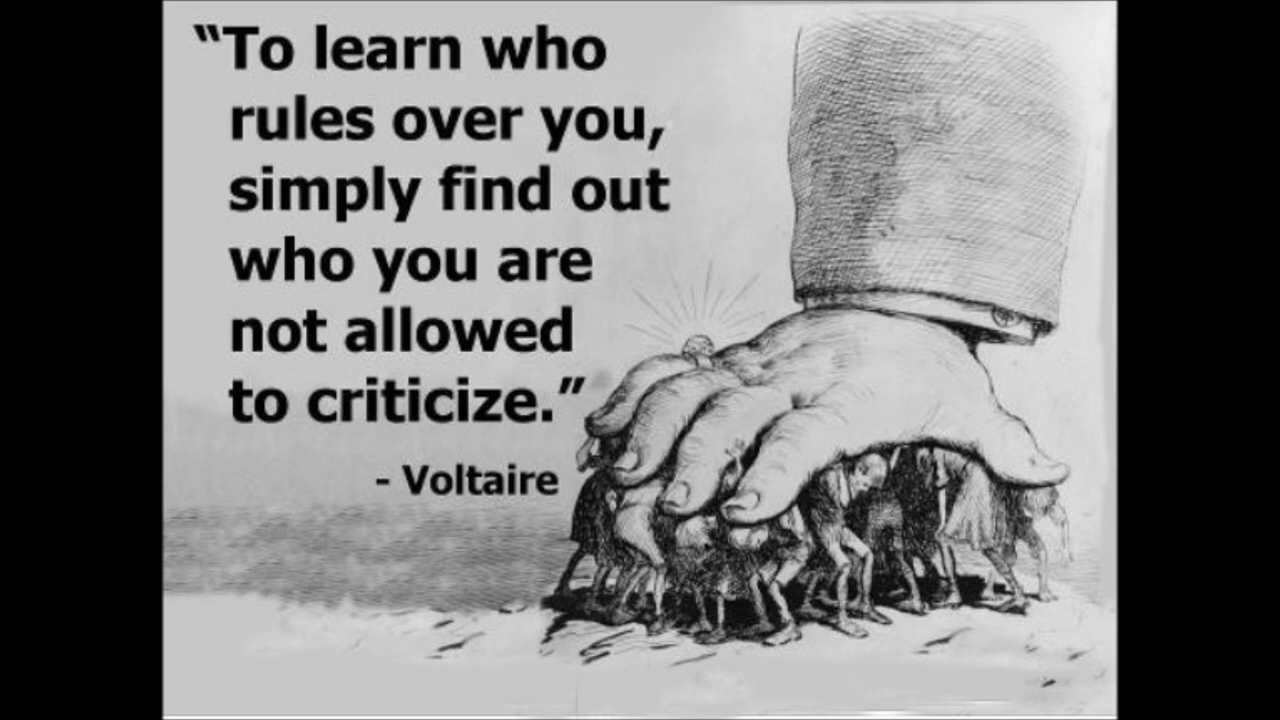 “To learn who
rules over you,
simply find out
who you are
not allowed
to criticize.”
- Voltaire